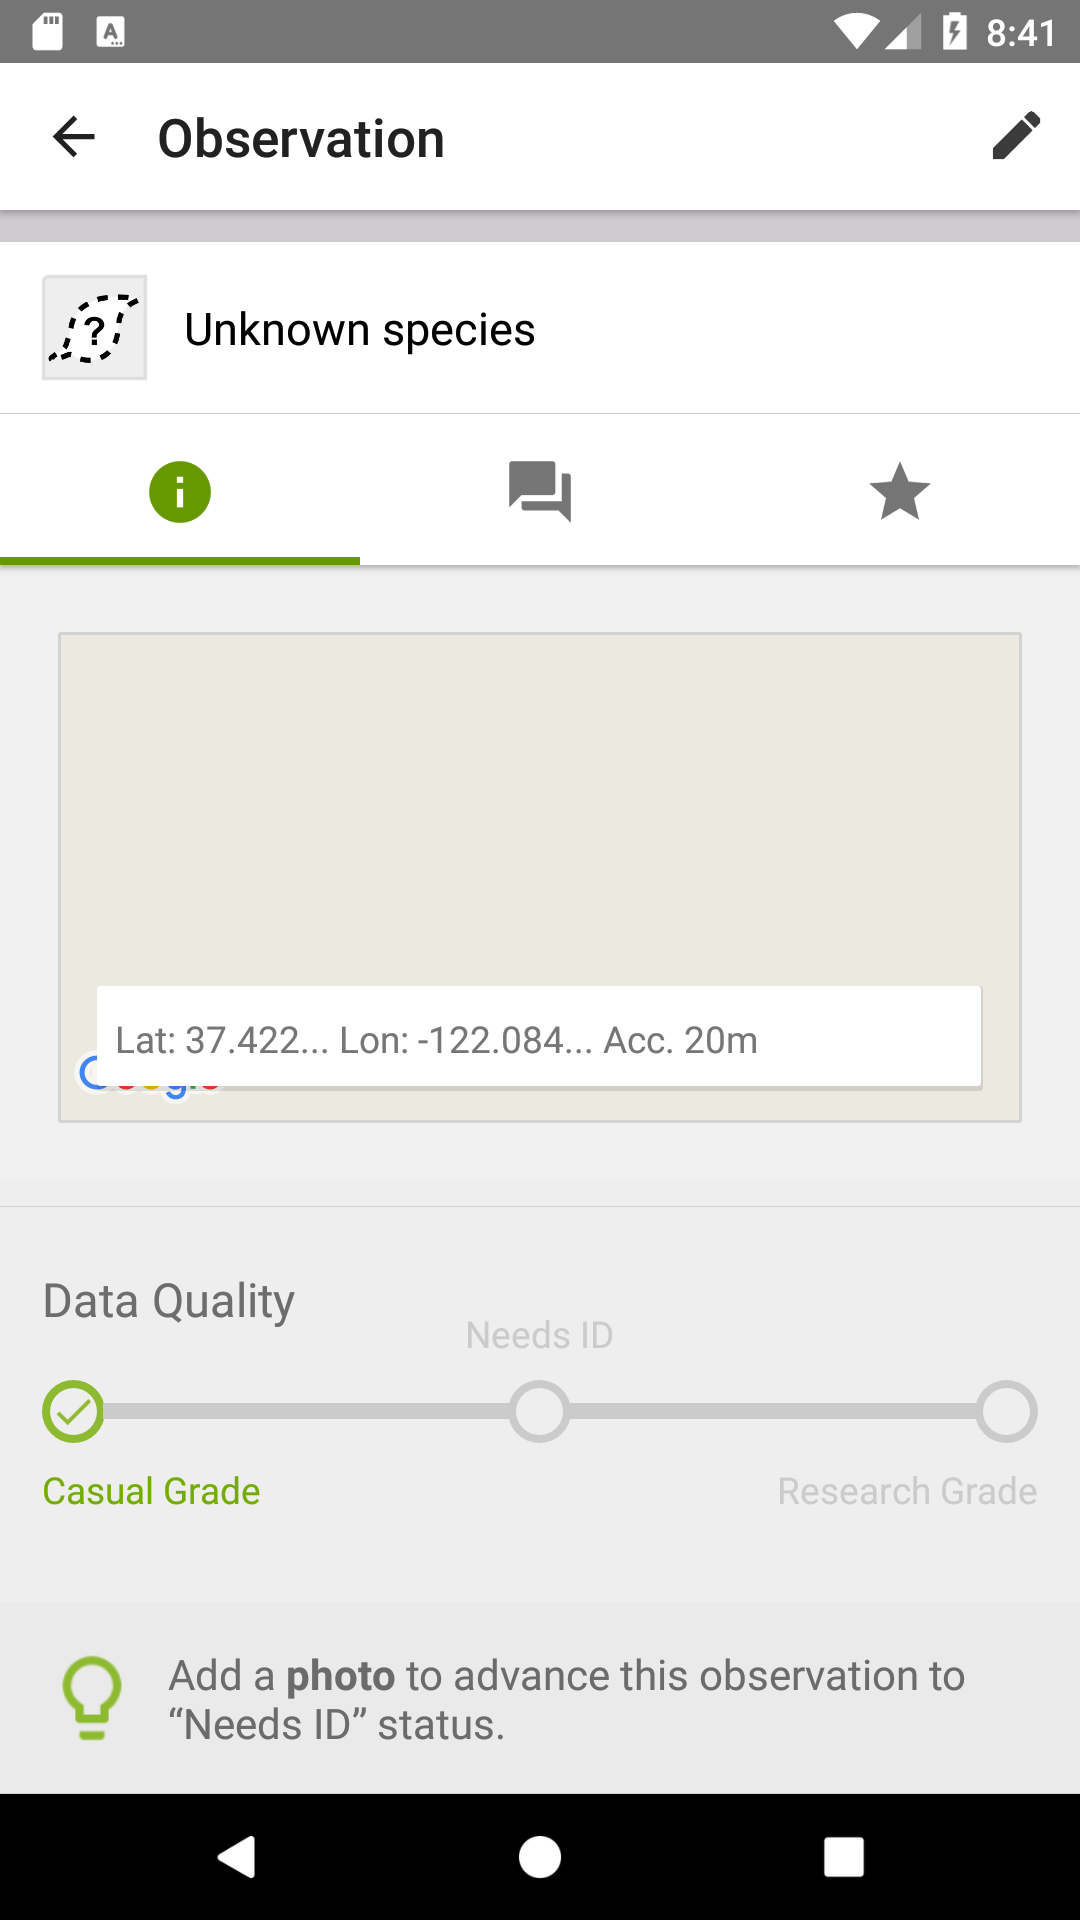 8:41
Observation
Unknown species
Lat: 37.422... Lon: -122.084... Acc. 20m
Data Quality
Needs ID
Casual Grade
Research Grade
Add a photo to advance this observation to
“Needs ID” status.